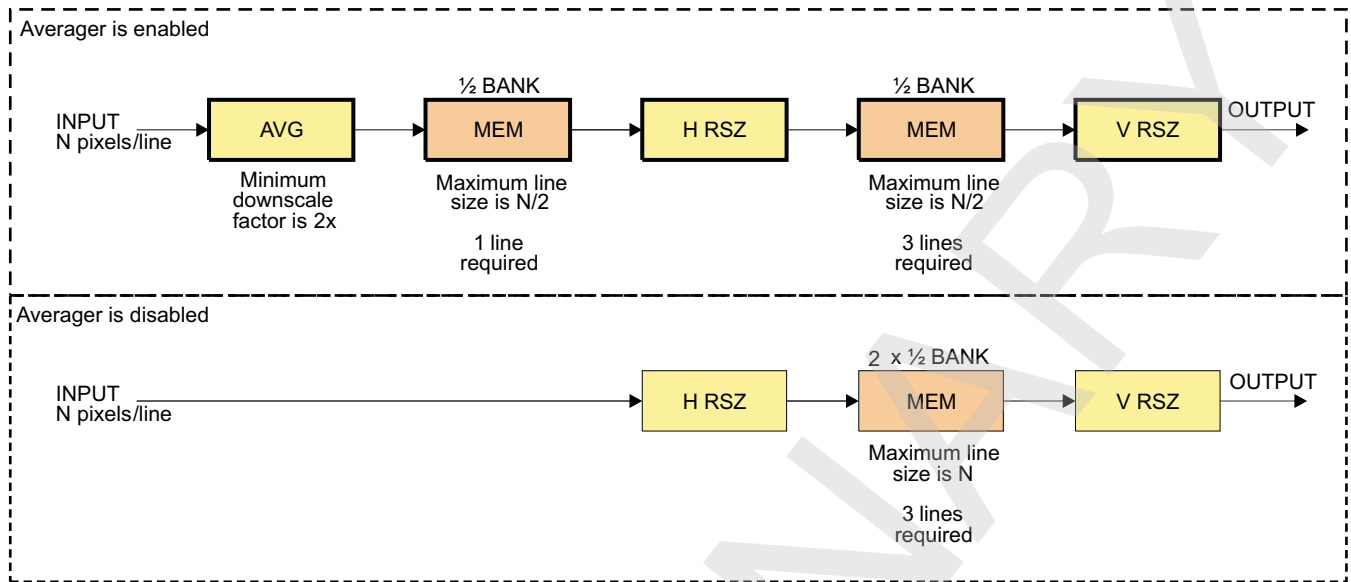 Averager is enabled
½ BANK
½ BANK
INPUT
N pixels/line
AVG
MEM
H RSZ
MEM
V RSZ
OUTPUT
Minimum
downscale
factor is 2x
Maximum line
size is N/2
1 line
required
Maximum line
size is N/2
3 lines
required
Averager is disabled
2 x ½ BANK
INPUT
N pixels/line
H RSZ
MEM
V RSZ
OUTPUT
Maximum line
size is N
3 lines
required
NARY